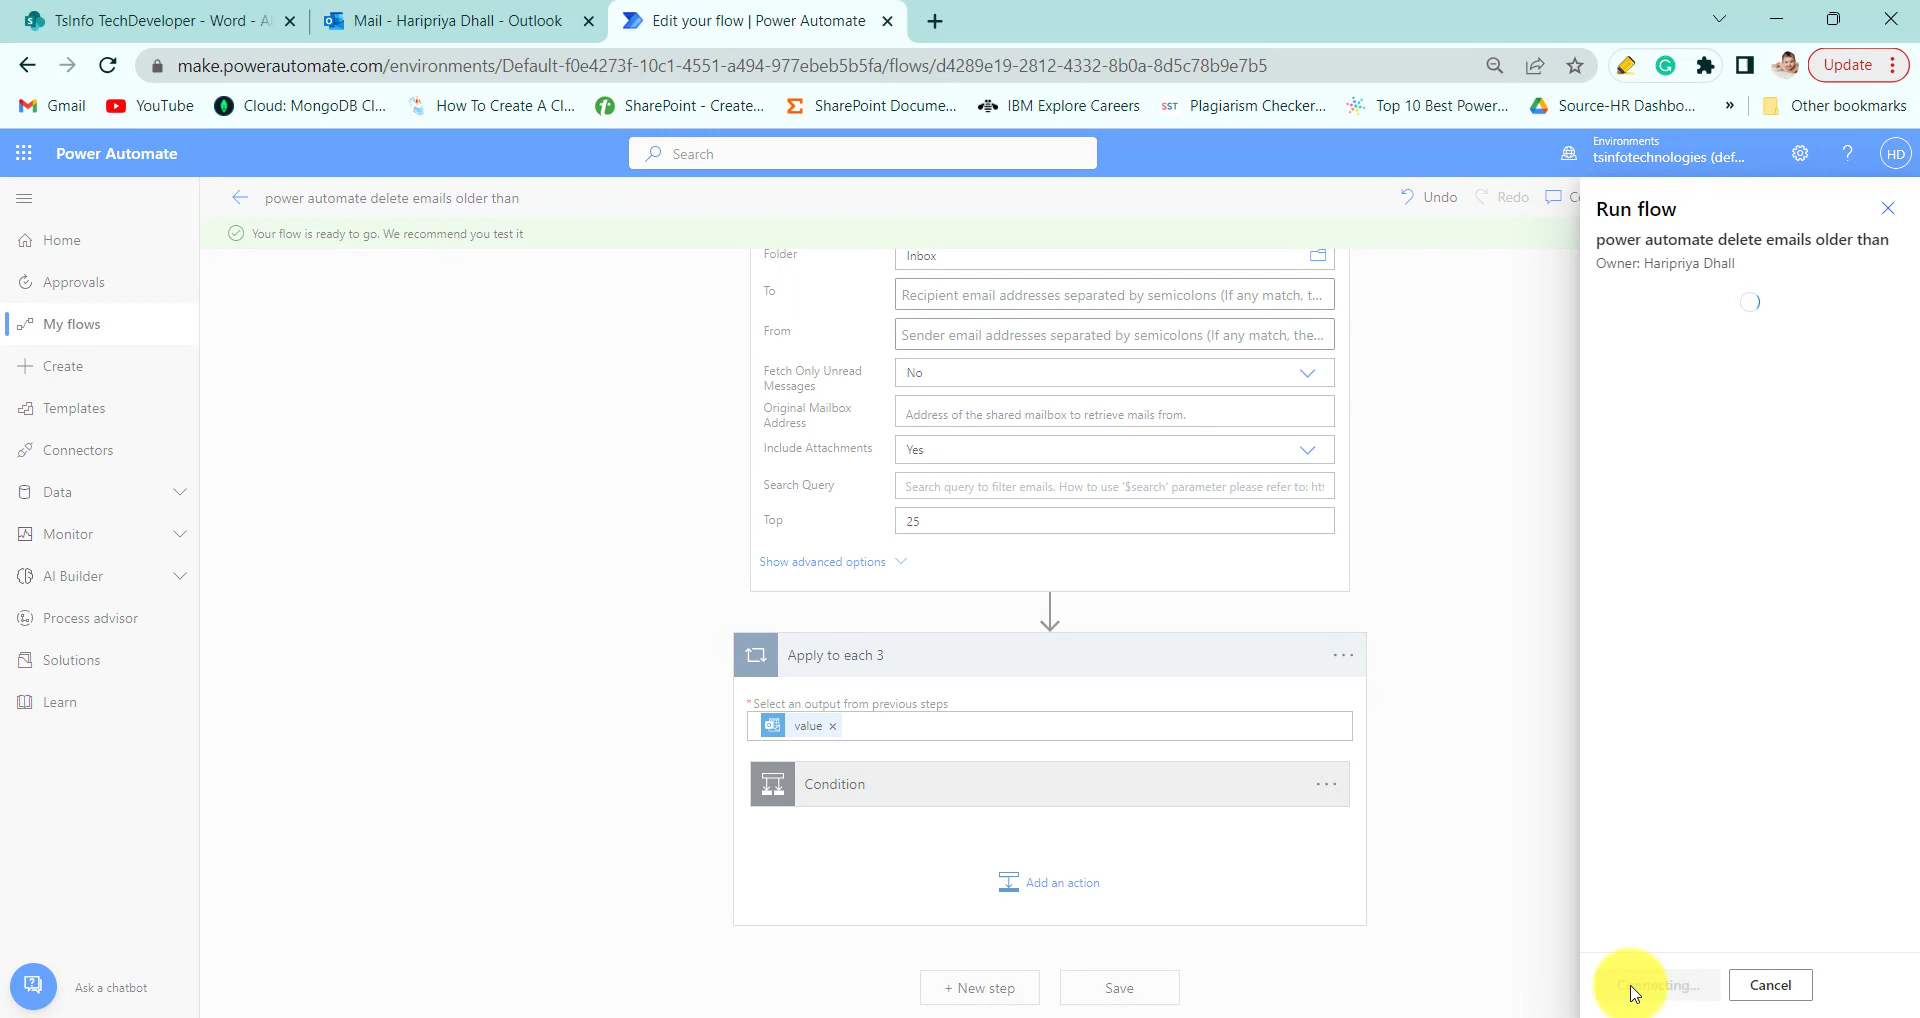 TsInfo TechDeveloper - Word - Al
Mail - Haripriya Dhall - Outlook
Edit your flow | Power Automate
make.powerautomate.com/environments/Default-f0e4273f-10c1-4551-a494-977ebeb5b5fa/flows/d4289e19-2812-4332-8b0a-8d5c78b9e7b5
Update
Gmail
YouTube
Cloud: MongoDB Cl...
How To Create A Cl...
SharePoint - Create...
SharePoint Docume...
IBM Explore Careers
SST Plagiarism Checker...
Top 10 Best Power...
Source-HR Dashbo...
»
Other bookmarks
Power Automate
Search
Environments
tsinfotechnologies (def...
HD
power automate delete emails older than
Undo
Redo
Your flow is ready to go. We recommend you test it
Home
Approvals
My flows
Create
Templates
Connectors
Data
Monitor
AI Builder
Process advisor
Solutions
Learn
Ask a chatbot
Folder
Inbox
To
Recipient email addresses separated by semicolons (If any match, t...
From
Sender email addresses separated by semicolons (If any match, the...
Fetch Only Unread
Messages
No
Original Mailbox
Address
Address of the shared mailbox to retrieve mails from.
Include Attachments
Yes
Search Query
Search query to filter emails. How to use '$search' parameter please refer to: htt
Top
25
Show advanced options
Apply to each 3
...
* Select an output from previous steps
value ×
Condition
...
Add an action
+ New step
Save
Run flow
power automate delete emails older than
Owner: Haripriya Dhall
Cancel